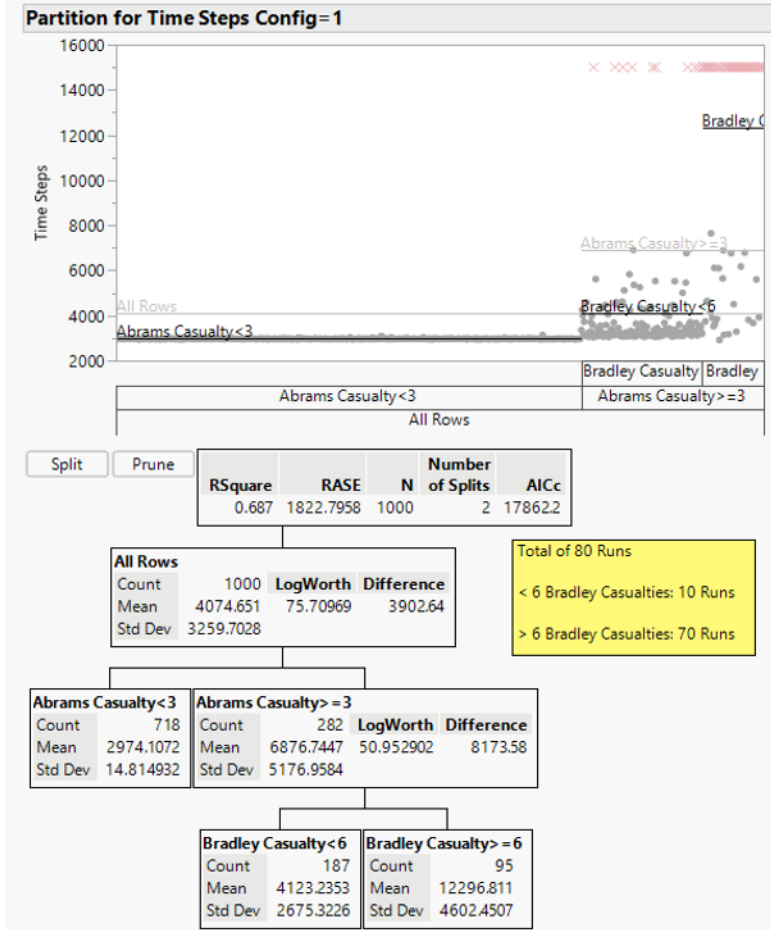 Partition for Time Steps Config=1
16000
14000
12000
10000
8000
6000
4000
2000
Time Steps
Bradley C
Abrams Casualty>=3
All Rows
Bradley Casualty<6
Abrams Casualty<3
Bradley Casualty Bradley
Abrams Casualty<3 Abrams Casualty>=3
All Rows
Split Prune
Number
RSquare RASE N of Splits AICc
0.687 1822.7958 1000 2 17862.2
All Rows
Count 1000 LogWorth Difference
Mean 4074.651 75.70969 3902.64
Std Dev 3259.7028
Total of 80 Runs
< 6 Bradley Casualties: 10 Runs
> 6 Bradley Casualties: 70 Runs
Abrams Casualty<3 Abrams Casualty>=3
Count 718 Count 282 LogWorth Difference
Mean 2974.1072 Mean 6876.7447 50.952902 8173.58
Std Dev 14.814932 Std Dev 5176.9584
Bradley Casualty<6 Bradley Casualty>=6
Count 187 Count 95
Mean 4123.2353 Mean 12296.811
Std Dev 2675.3226 Std Dev 4602.4507